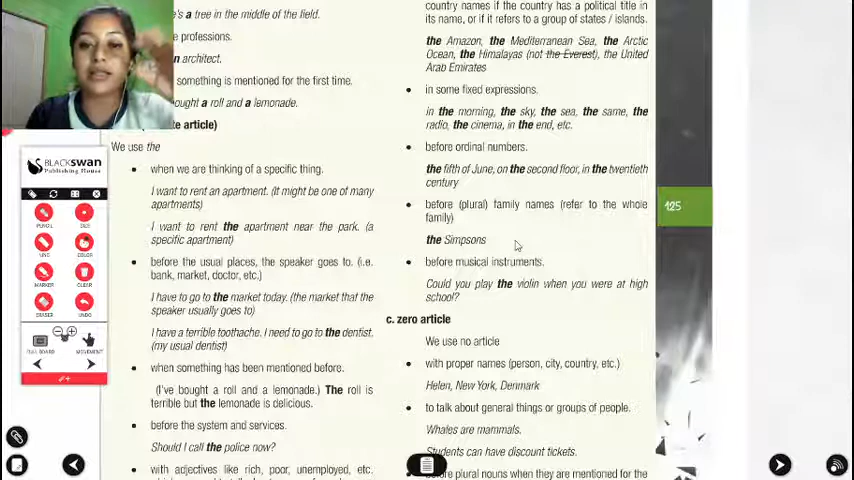 e's a tree in the middle of the field.
e professions.
n architect.
something is mentioned for the first time.
ought a roll and a lemonade.
te article)
We use the
when we are thinking of a specific thing.
I want to rent an apartment. (it might be one of many
apartments)
I want to rent the apartment near the park. (a
specific apartment)
before the usual places, the speaker goes to. (i.e.
bank, market, doctor, etc.)
I have to go to the market today. (the market that the
speaker usually goes to)
I have a terrible toothache. I need to go to the dentist.
(my usual dentist)
when something has been mentioned before.
(I've bought a roll and a lemonade.) The roll is
terrible but the lemonade is delicious.
before the system and services.
Should I call the police now?
with adjectives like rich, poor, unemployed, etc.
country names if the country has a political title in
its name, or if it refers to a group of states / islands.
the Amazon, the Mediterranean Sea, the Arctic
Ocean, the Himalayas (not the Everest), the United
Arab Emirates
in some fixed expressions.
in the morning, the sky, the sea, the same, the
radio, the cinema, in the end, etc.
before ordinal numbers.
the fifth of June, on the second floor, in the twentieth
century
before (plural) family names (refer to the whole
family)
the Simpsons
before musical instruments.
Could you play the violin when you were at high
school?
c. zero article
We use no article
with proper names (person, city, country, etc.)
Helen, New York, Denmark
to talk about general things or groups of people.
Whales are mammals.
Students can have discount tickets.
before plural nouns when they are mentioned for the
125
BLACKSWAN
Publishing House
PENCIL
SIZE
LINE
COLOR
MARKER
CLEAR
ERASER
UNDO
FULL BOARD
MOVEMENT